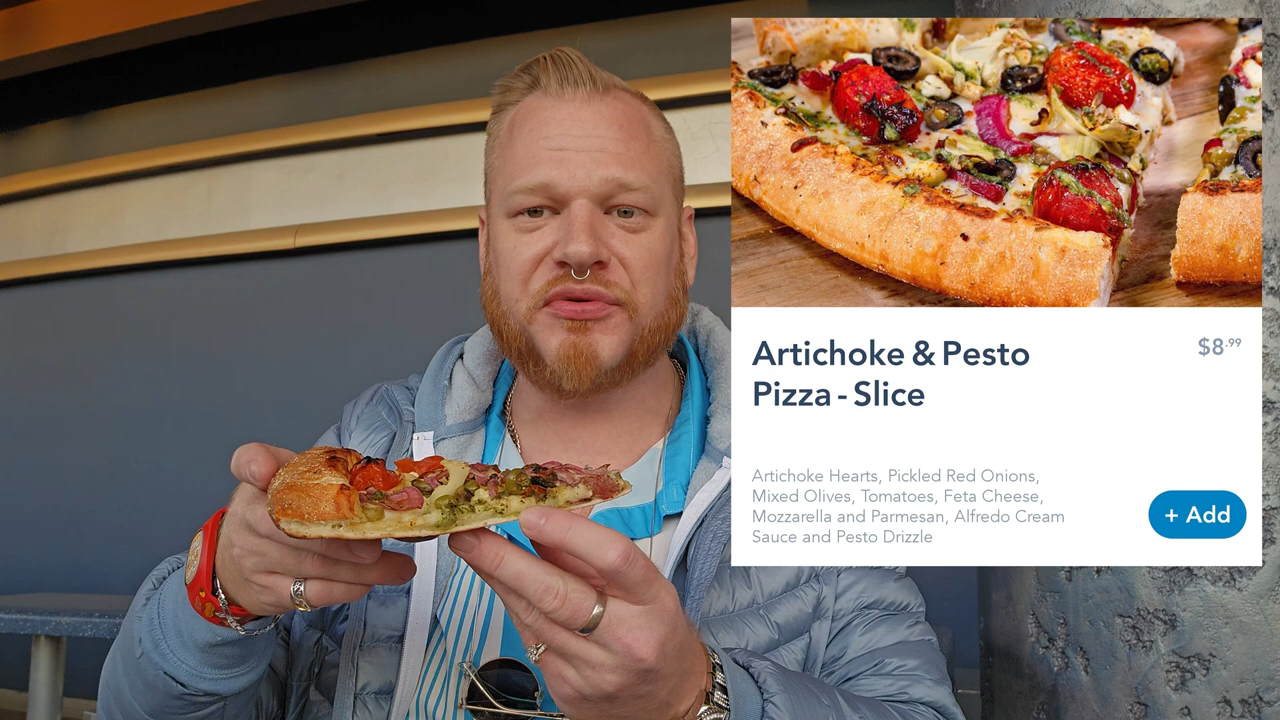 Artichoke & Pesto
Pizza - Slice
$8.99
Artichoke Hearts, Pickled Red Onions,
Mixed Olives, Tomatoes, Feta Cheese,
Mozzarella and Parmesan, Alfredo Cream
Sauce and Pesto Drizzle
+ Add